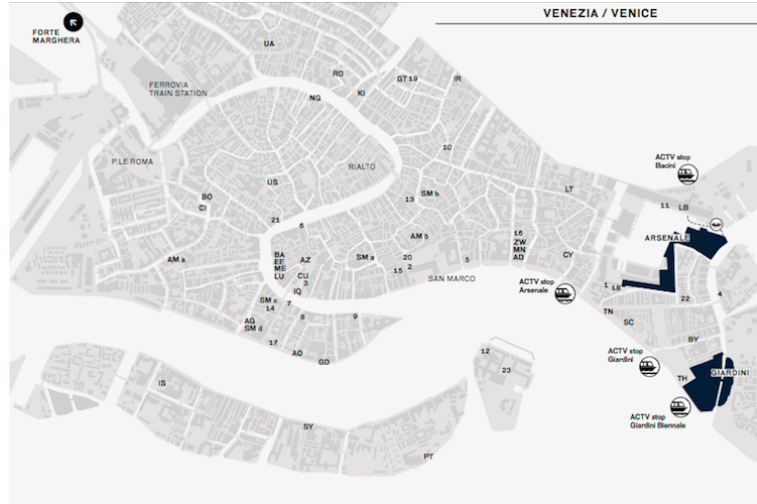 VENEZIA / VENICE
FORTE
MARGHERA
UA
FERROVIA
TRAIN STATION
RO
KI
GT 19
IR
NG
10
P.LE ROMA
RIALTO
ACTV stop
Bacini
US
BO
CI
13
SM b
LT
11
LB
21
6
AM b
16
ZW
MN
AD
ARSENALE
AM a
BA
EE
ME
LU
AZ
CU
3
IQ
SM a
20
15
2
5
CY
SAN MARCO
ACTV stop
Arsenale
1
18
22
4
SM c
14
7
8
9
TN
SC
AG
SM d
17
AO
GD
BY
12
23
ACTV stop
Giardini
TH
GIARDINI
IS
ACTV stop
Giardini Biennale
SY
PT